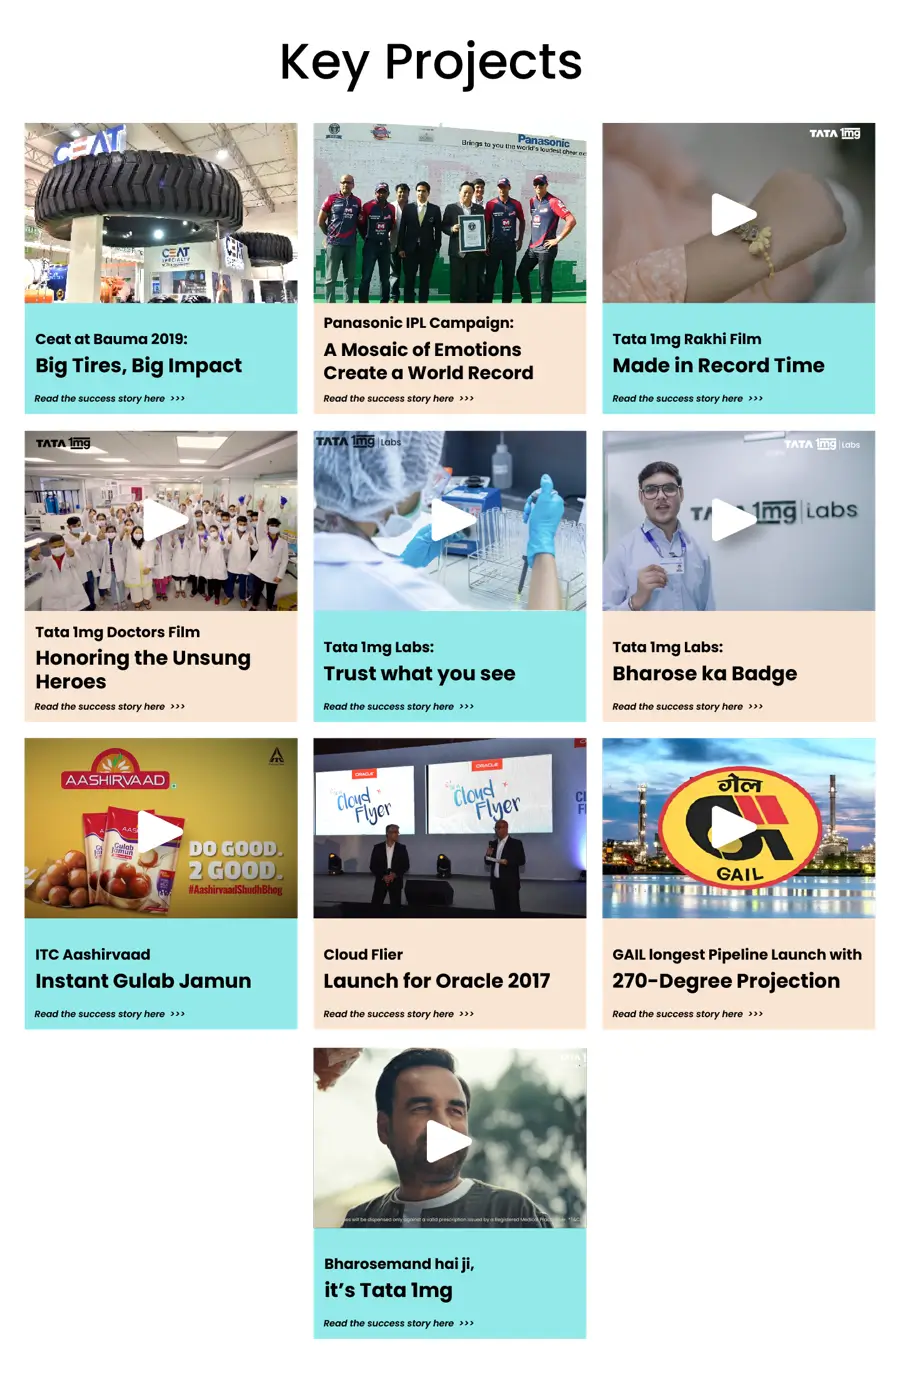 Key Projects
CEAT
CEAT
SPECIALTY
CEAT
Ceat at Bauma 2019:
Big Tires, Big Impact
Read the success story here >>>
Panasonic
Brings to you the world's loudest cheer
Panasonic IPL Campaign:
A Mosaic of Emotions
Create a World Record
Read the success story here >>>
TATA 1mg
Tata 1mg Rakhi Film
Made in Record Time
Read the success story here >>>
TATA 1mg
Tata 1mg Doctors Film
Honoring the Unsung
Heroes
Read the success story here >>>
TATA 1mg Labs
Tata 1mg Labs:
Trust what you see
Read the success story here >>>
TATA 1mg Labs
TATA 1mg Labs
Tata 1mg Labs:
Bharose ka Badge
Read the success story here >>>
AASHIRVAAD
ITC
Gulab
Jamun
DO GOOD.
2 GOOD.
#AashirvaadShudhBhog
ITC Aashirvaad
Instant Gulab Jamun
Read the success story here >>>
ORACLE
Cloud
Flyer
ORACLE
Cloud
Flyer
Cloud Flier
Launch for Oracle 2017
Read the success story here >>>
गेल
GAIL
GAIL longest Pipeline Launch with
270-Degree Projection
Read the success story here >>>
TATA
will be dispensed only against a valid prescription issued by a Registered Medical
Bharosemand hai ji,
it's Tata 1mg
Read the success story here >>>